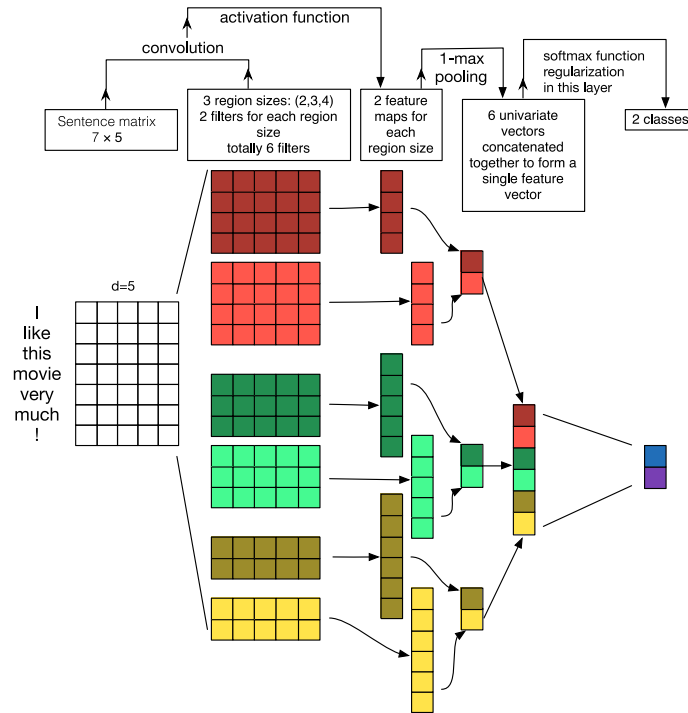 activation function
convolution
1-max
pooling
softmax function
regularization
in this layer
Sentence matrix
7 × 5
3 region sizes: (2,3,4)
2 filters for each region
size
totally 6 filters
2 feature
maps for
each
region size
6 univariate
vectors
concatenated
together to form a
single feature
vector
2 classes
d=5
I
like
this
movie
very
much
!